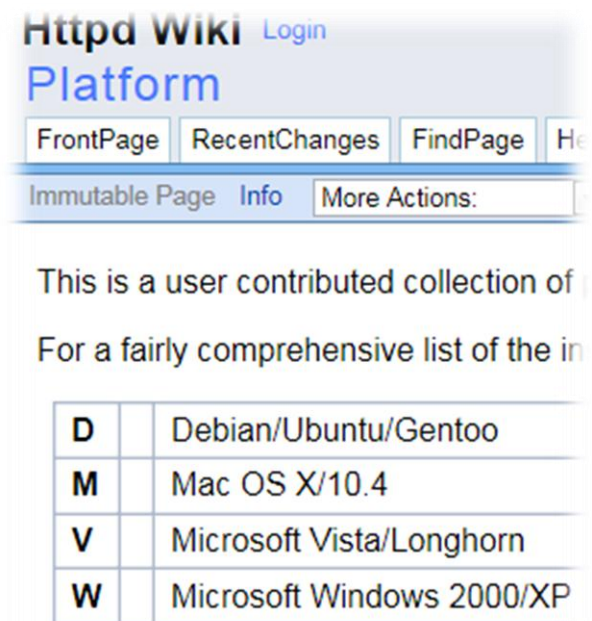 Httpd Wiki Login
Platform
FrontPage RecentChanges FindPage
Immutable Page Info More Actions:
This is a user contributed collection of
For a fairly comprehensive list of the
D Debian/Ubuntu/Gentoo
M Mac OS X/10.4
V Microsoft Vista/Longhorn
W Microsoft Windows 2000/XP